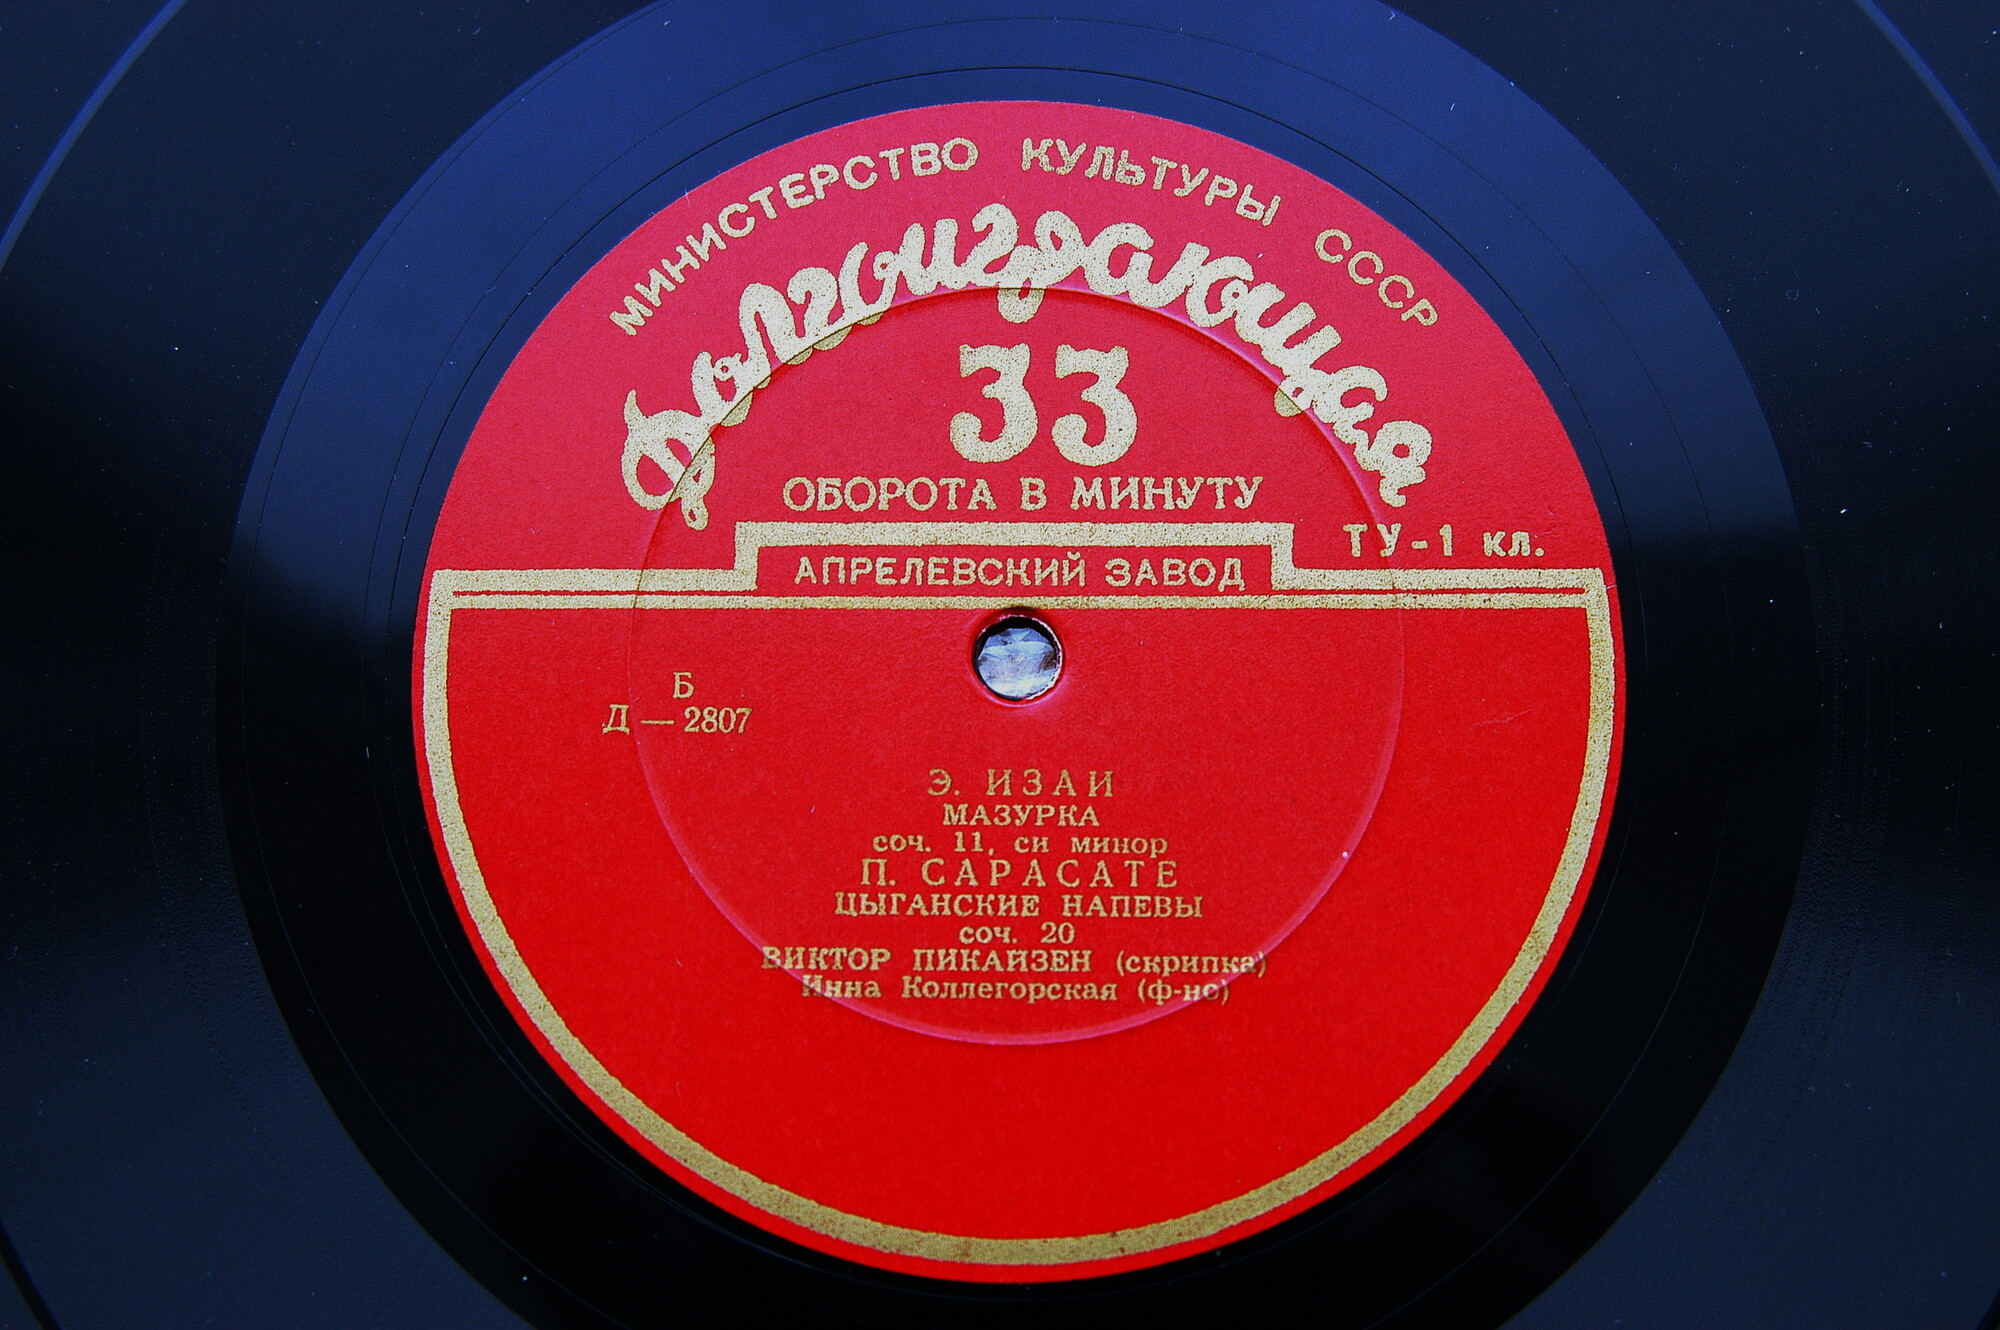 МИНИСТЕРСТВО КУЛЬТУРЫ СССР
Долгоиграющая
33
ОБОРОТА В МИНУТУ
ТУ-1 кл.
АПРЕЛЕВСКИЙ ЗАВОД
Б
Д — 2807
Э. ИЗАИ
МАЗУРКА
соч. 11, си минор
П. САРАСАТЕ
ЦЫГАНСКИЕ НАПЕВЫ
соч. 20
ВИКТОР ПИКАЙЗЕН (скрипка)
Инна Коллегорская (ф-но)